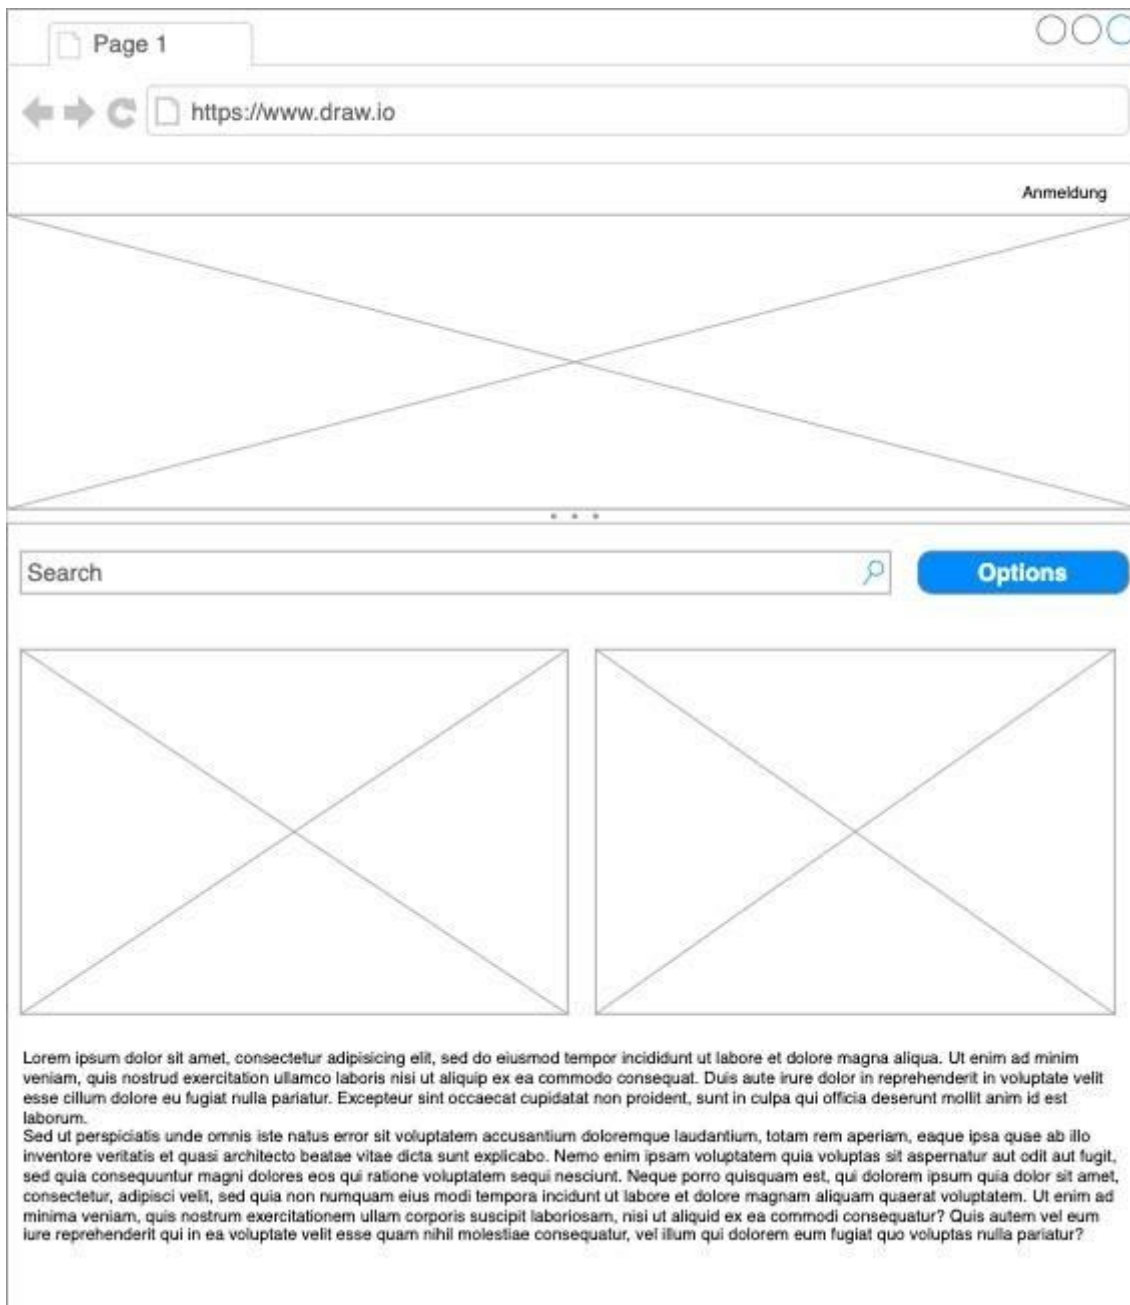 Page 1
https://www.draw.io
Anmeldung
Search
Options
Lorem ipsum dolor sit amet, consectetur adipisicing elit, sed do eiusmod tempor incididunt ut labore et dolore magna aliqua. Ut enim ad minim
veniam, quis nostrud exercitation ullamco laboris nisi ut aliquip ex ea commodo consequat. Duis aute irure dolor in reprehenderit in voluptate velit
esse cillum dolore eu fugiat nulla pariatur. Excepteur sint occaecat cupidatat non proident, sunt in culpa qui officia deserunt mollit anim id est
laborum.
Sed ut perspiciatis unde omnis iste natus error sit voluptatem accusantium doloremque laudantium, totam rem aperiam, eaque ipsa quae ab illo
inventore veritatis et quasi architecto beatae vitae dicta sunt explicabo. Nemo enim ipsam voluptatem quia voluptas sit aspernatur aut odit aut fugit,
sed quia consequuntur magni dolores eos qui ratione voluptatem sequi nesciunt. Neque porro quisquam est, qui dolorem ipsum quia dolor sit amet,
consectetur, adipisci velit, sed quia non numquam eius modi tempora incidunt ut labore et dolore magnam aliquam quaerat voluptatem. Ut enim ad
minima veniam, quis nostrum exercitationem ullam corporis suscipit laboriosam, nisi ut aliquid ex ea commodi consequatur? Quis autem vel eum
iure reprehenderit qui in ea voluptate velit esse quam nihil molestiae consequatur, vel illum qui dolorem eum fugiat quo voluptas nulla pariatur?